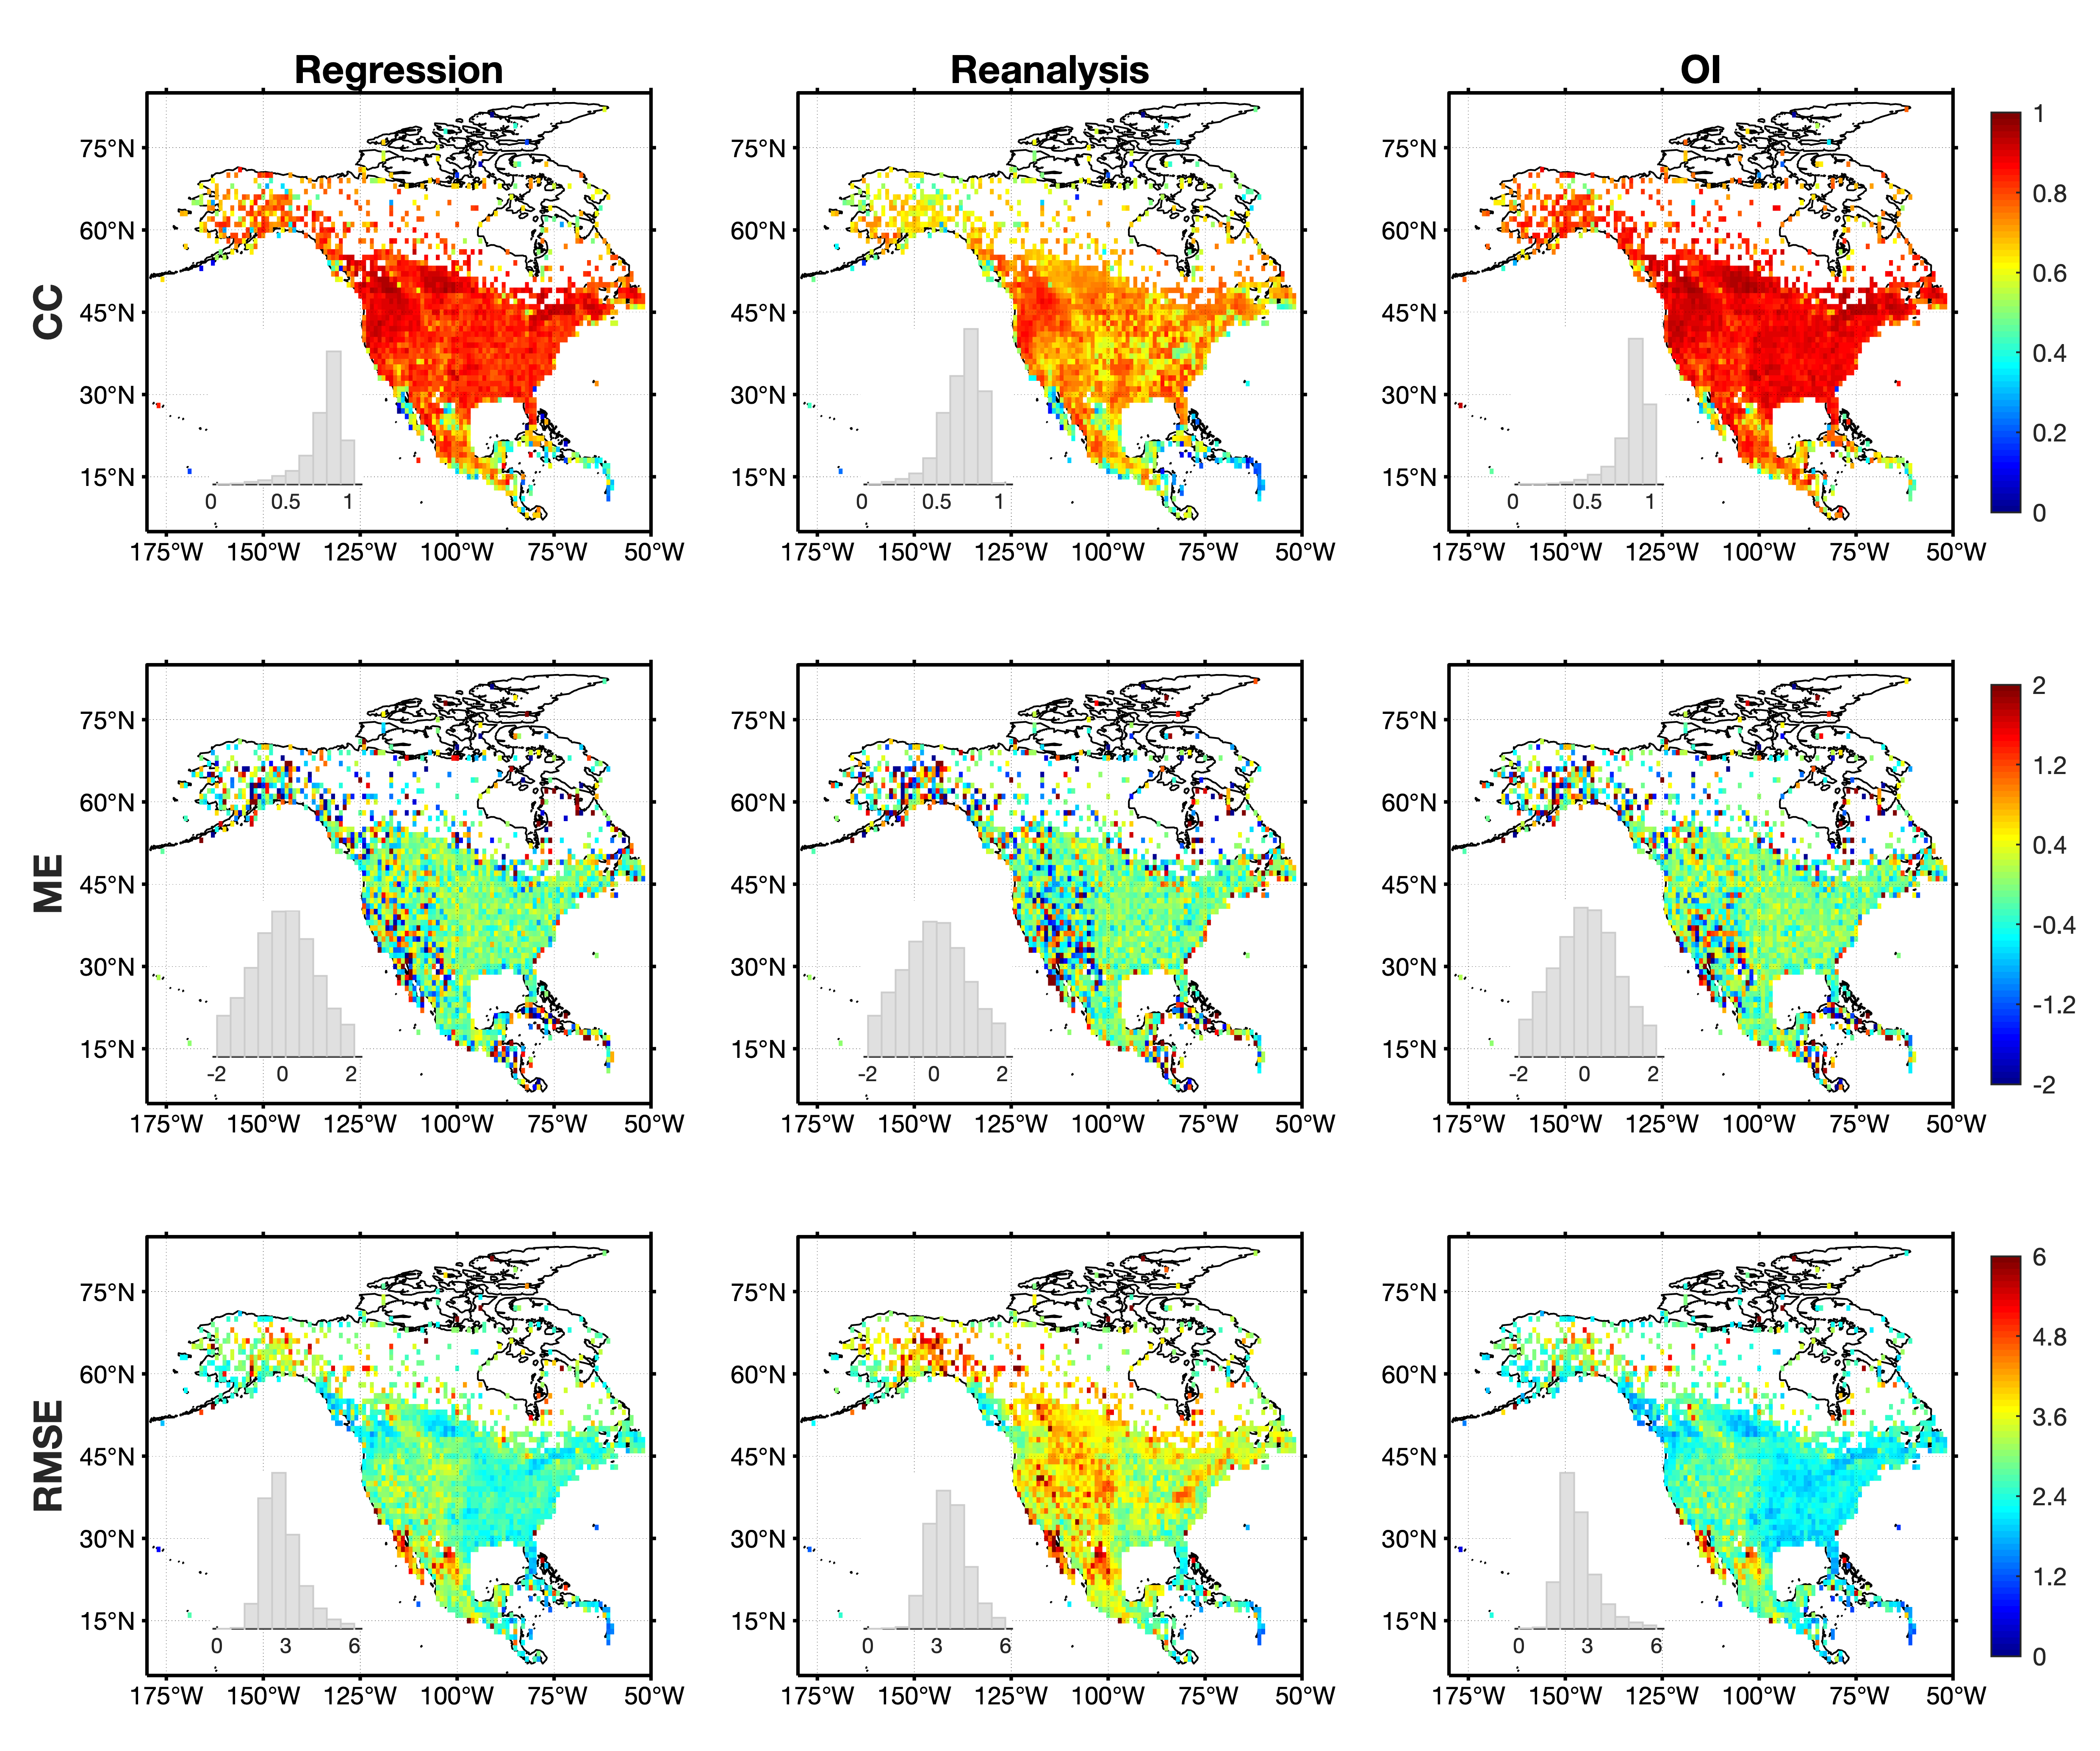 Regression Reanalysis OI
CC
75°N 75°N 75°N 1
60°N 60°N 60°N 0.8
45°N 45°N 45°N 0.6
30°N 30°N 30°N 0.4
15°N 15°N 15°N 0.2
0 0.5 1 0 0.5 1 0 0.5 1 0
175°W 150°W 125°W 100°W 75°W 50°W 175°W 150°W 125°W 100°W 75°W 50°W 175°W 150°W 125°W 100°W 75°W 50°W
ME
75°N 75°N 75°N 2
60°N 60°N 60°N 1.2
45°N 45°N 45°N 0.4
30°N 30°N 30°N -0.4
15°N 15°N 15°N -1.2
-2 0 2 -2 0 2 -2 0 2 -2
175°W 150°W 125°W 100°W 75°W 50°W 175°W 150°W 125°W 100°W 75°W 50°W 175°W 150°W 125°W 100°W 75°W 50°W
RMSE
75°N 75°N 75°N 6
60°N 60°N 60°N 4.8
45°N 45°N 45°N 3.6
30°N 30°N 30°N 2.4
15°N 15°N 15°N 1.2
0 3 6 0 3 6 0 3 6 0
175°W 150°W 125°W 100°W 75°W 50°W 175°W 150°W 125°W 100°W 75°W 50°W 175°W 150°W 125°W 100°W 75°W 50°W